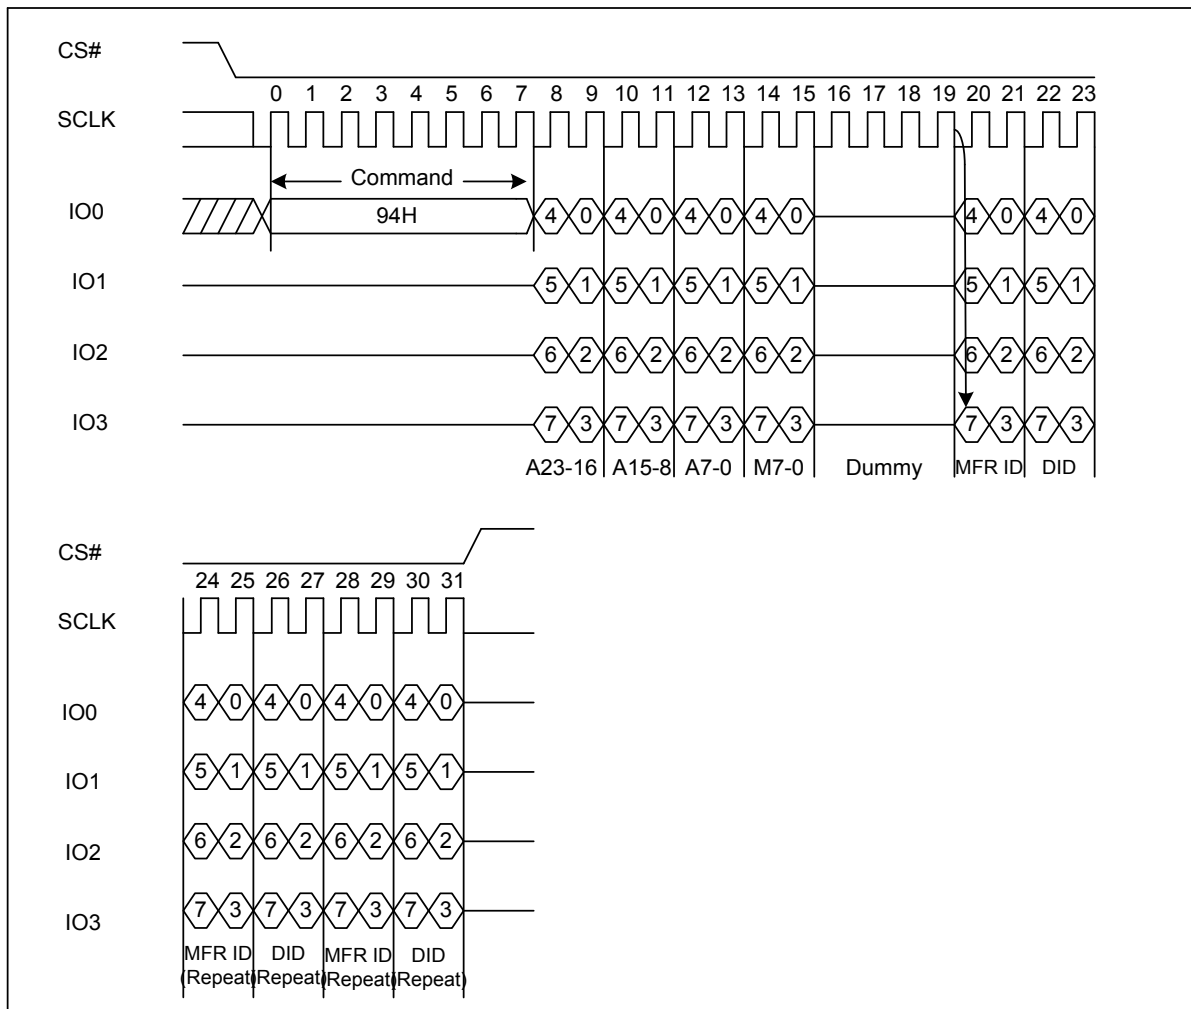 CS#
0 1 2 3 4 5 6 7 8 9 10 11 12 13 14 15 16 17 18 19 20 21 22 23
SCLK
Command
IO0 94H 4 0 4 0 4 0 4 0 4 0 4 0
IO1 5 1 5 1 5 1 5 1 5 1 5 1
IO2 6 2 6 2 6 2 6 2 6 2 6 2
IO3 7 3 7 3 7 3 7 3 7 3 7 3
A23-16 A15-8 A7-0 M7-0 Dummy MFR ID DID
CS#
24 25 26 27 28 29 30 31
SCLK
IO0 4 0 4 0 4 0 4 0
IO1 5 1 5 1 5 1 5 1
IO2 6 2 6 2 6 2 6 2
IO3 7 3 7 3 7 3 7 3
MFR ID DID MFR ID DID
(Repeat) (Repeat) (Repeat) (Repeat)